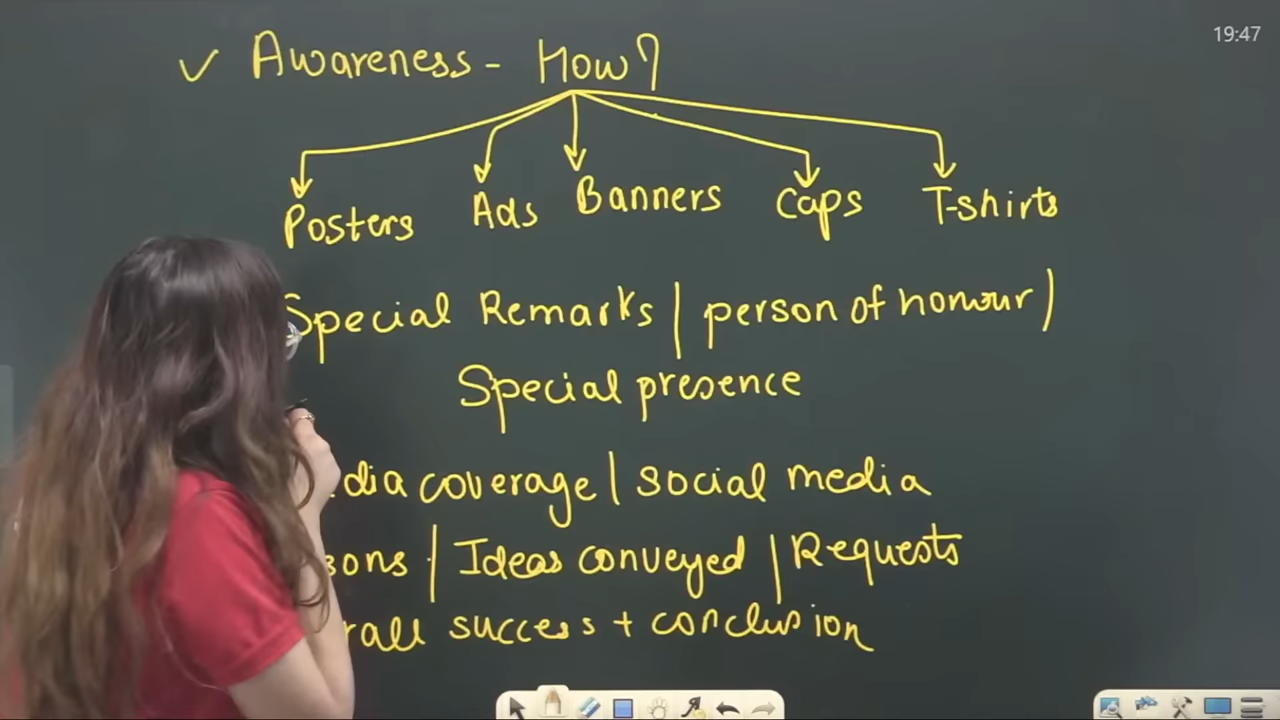 19:47
✓ Awareness - How?
Posters Ads Banners Caps T-shirts
Special Remarks | person of honour |
Special presence
coverage | social media
| Ideas conveyed | Requests
success + conclusion